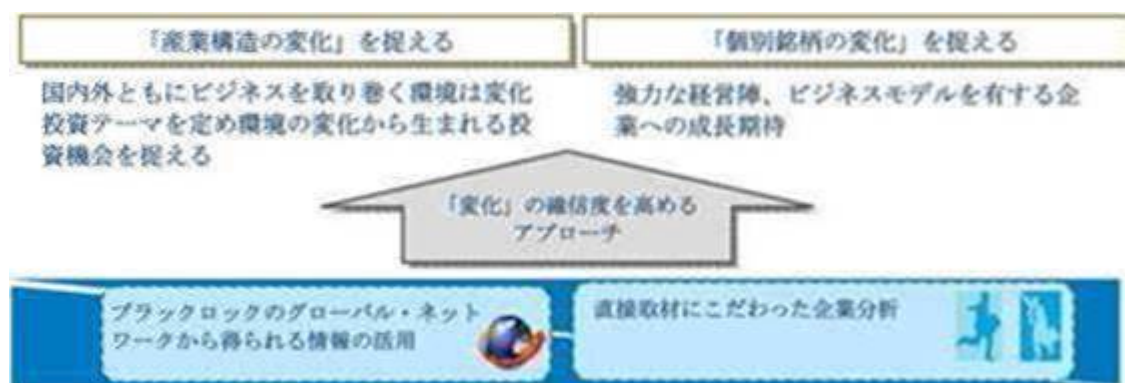 「産業構造の変化」を捉える
「個別銘柄の変化」を捉える
国内外ともにビジネスを取り巻く環境は変化
投資テーマを定め環境の変化から生まれる投
資機会を捉える
強力な経営陣、ビジネスモデルを有する企
業への成長期待
「変化」の確信度を高める
アプローチ
ブラックロックのグローバル・ネット
ワークから得られる情報の活用
直接取材にこだわった企業分析